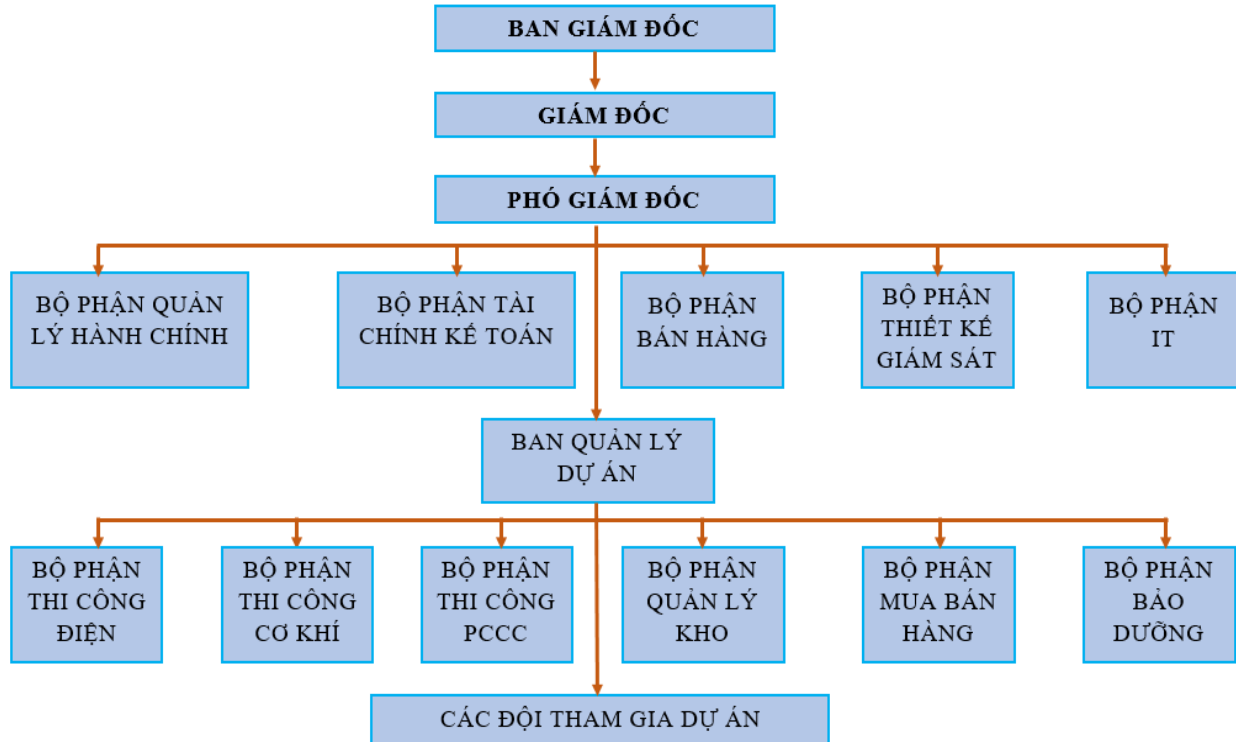 BAN GIÁM ĐỐC
GIÁM ĐỐC
PHÓ GIÁM ĐỐC
BỘ PHẬN QUẢN
LÝ HÀNH CHÍNH
BỘ PHẬN TÀI
CHÍNH KẾ TOÁN
BỘ PHẬN
BÁN HÀNG
BỘ PHẬN
THIẾT KẾ
GIÁM SÁT
BỘ PHẬN
IT
BAN QUẢN LÝ
DỰ ÁN
BỘ PHẬN
THI CÔNG
ĐIỆN
BỘ PHẬN
THI CÔNG
CƠ KHÍ
BỘ PHẬN
THI CÔNG
PCCC
BỘ PHẬN
QUẢN LÝ
KHO
BỘ PHẬN
MUA BÁN
HÀNG
BỘ PHẬN
BẢO
DƯỠNG
CÁC ĐỘI THAM GIA DỰ ÁN